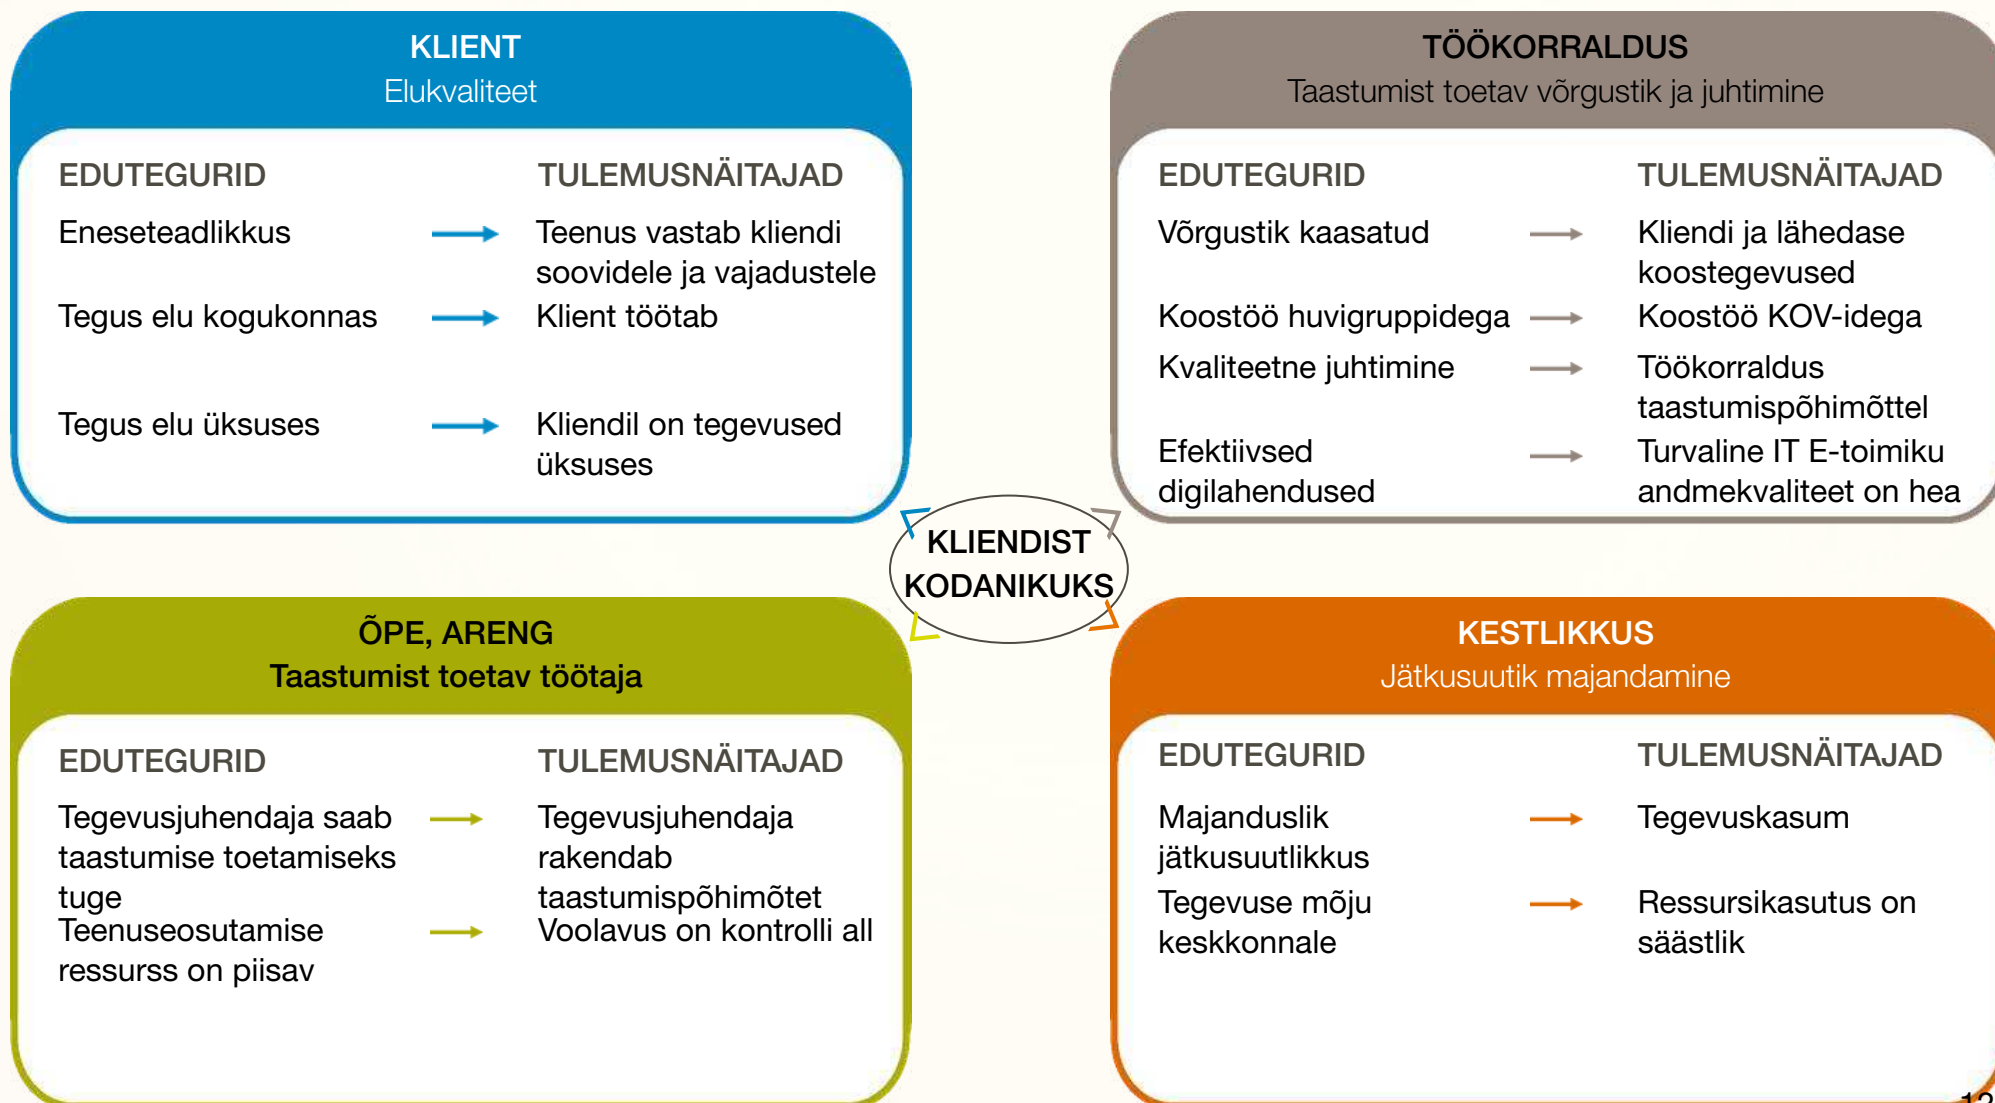 KLIENT
Elukvaliteet
EDUTEGURID
TULEMUSNÄITAJAD
Eneseteadlikkus
Teenus vastab kliendi
soovidele ja vajadustele
Tegus elu kogukonnas
Klient töötab
Tegus elu üksuses
Kliendil on tegevused
üksuses
TÖÖKORRALDUS
Taastumist toetav võrgustik ja juhtimine
EDUTEGURID
TULEMUSNÄITAJAD
Võrgustik kaasatud
Kliendi ja lähedase
koostegevused
Koostöö huvigruppidega
Koostöö KOV-idega
Kvaliteetne juhtimine
Töökorraldus
taastumispõhimõttel
Efektiivsed
digilahendused
Turvaline IT E-toimiku
andmekvaliteet on hea
KLIENDIST
KODANIKUKS
ÕPE, ARENG
Taastumist toetav töötaja
EDUTEGURID
TULEMUSNÄITAJAD
Tegevusjuhendaja saab
taastumise toetamiseks
tuge
Tegevusjuhendaja
rakendab
taastumispõhimõtet
Teenuseosutamise
ressurss on piisav
Voolavus on kontrolli all
KESTLIKKUS
Jätkusuutik majandamine
EDUTEGURID
TULEMUSNÄITAJAD
Majanduslik
jätkusuutlikkus
Tegevuskasum
Tegevuse mõju
keskkonnale
Ressursikasutus on
säästlik